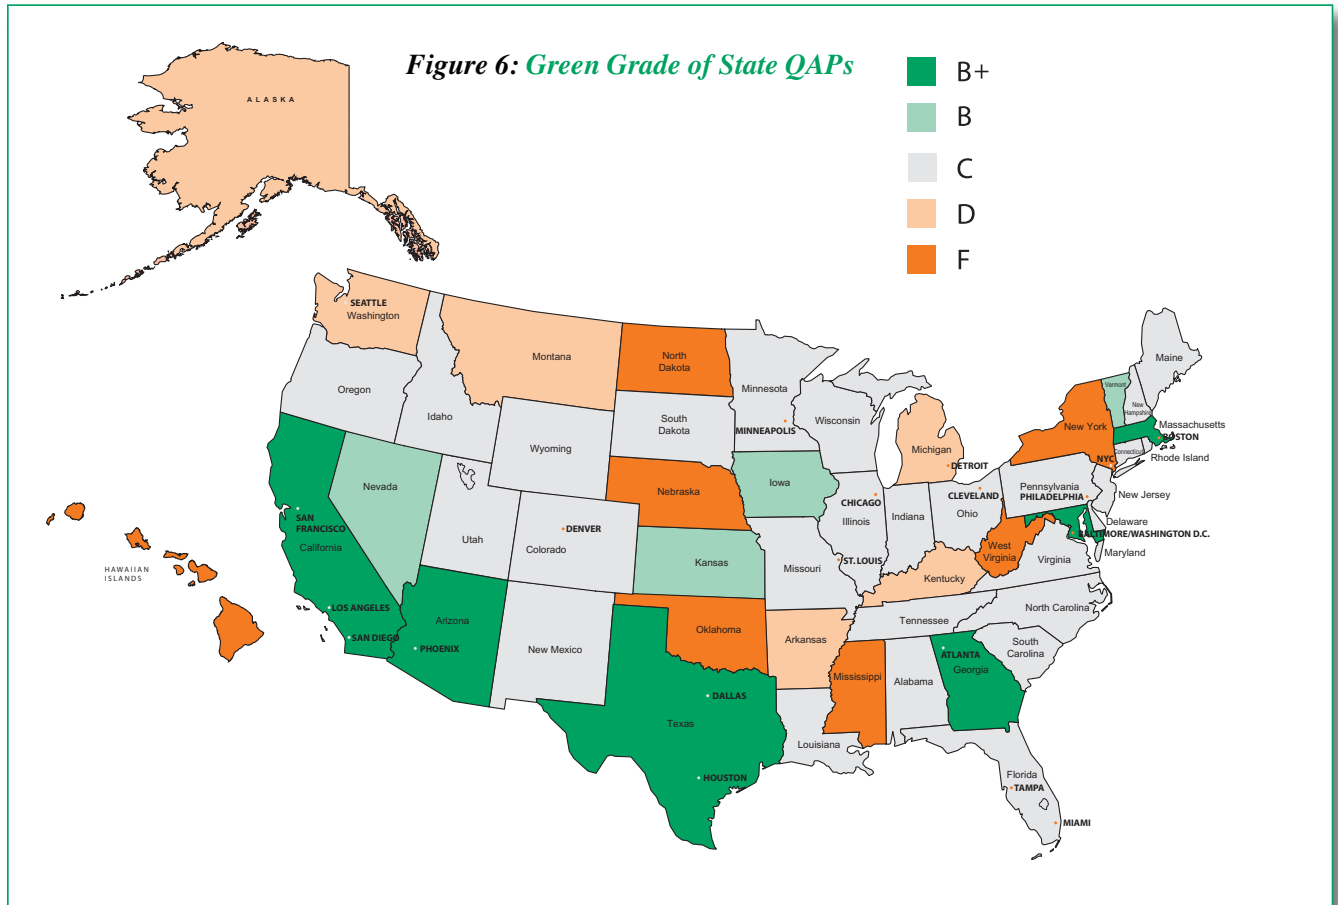 Figure 6: Green Grade of State QAPs
B+
B
C
D
F
ALASKA
SEATTLE
Washington
Montana
North
Dakota
Minnesota
MINNEAPOLIS
Oregon
Idaho
Wyoming
South
Dakota
Wisconsin
Michigan
DETROIT
Maine
Vermont
New
Hampshire
New York
NYC
Massachusetts
BOSTON
Connecticut
Rhode Island
Nevada
Utah
DENVER
Colorado
Nebraska
Iowa
CHICAGO
Illinois
Indiana
CLEVELAND
Ohio
Pennsylvania
PHILADELPHIA
New Jersey
Delaware
BALTIMORE/WASHINGTON D.C.
Maryland
SAN
FRANCISCO
California
LOS ANGELES
SAN DIEGO
HAWAIIAN
ISLANDS
Kansas
Missouri
ST. LOUIS
Kentucky
West
Virginia
Virginia
Arizona
PHOENIX
New Mexico
Oklahoma
Arkansas
Tennessee
North Carolina
South
Carolina
ATLANTA
Georgia
Alabama
Mississippi
DALLAS
Texas
HOUSTON
Louisiana
Florida
TAMPA
MIAMI